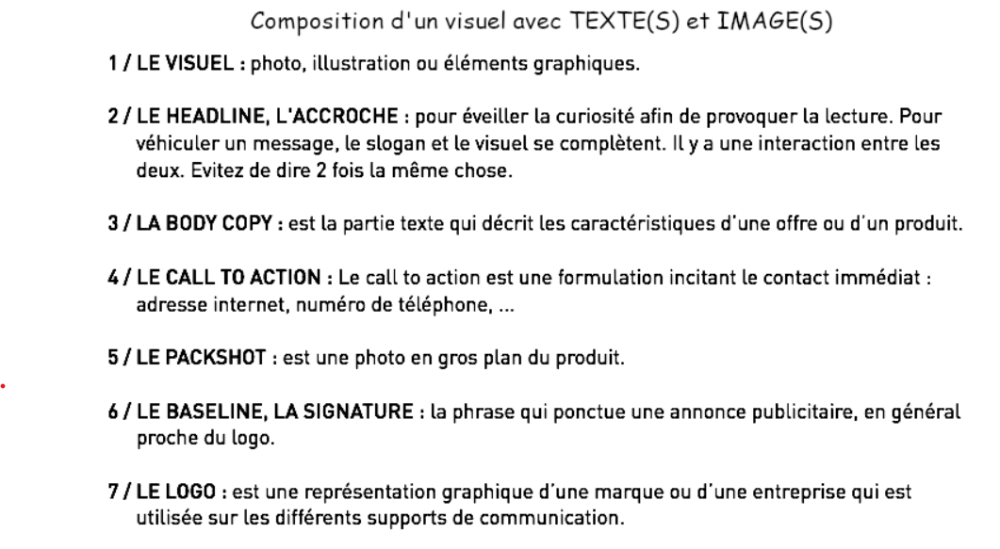 Composition d'un visuel avec TEXTE(S) et IMAGE(S)
1 / LE VISUEL : photo, illustration ou éléments graphiques.
2 / LE HEADLINE, L'ACCROCHE : pour éveiller la curiosité afin de provoquer la lecture. Pour
véhiculer un message, le slogan et le visuel se complètent. Il y a une interaction entre les
deux. Evitez de dire 2 fois la même chose.
3 / LA BODY COPY : est la partie texte qui décrit les caractéristiques d'une offre ou d'un produit.
4 / LE CALL TO ACTION : Le call to action est une formulation incitant le contact immédiat :
adresse internet, numéro de téléphone, ...
5 / LE PACKSHOT : est une photo en gros plan du produit.
6 / LE BASELINE, LA SIGNATURE : la phrase qui ponctue une annonce publicitaire, en général
proche du logo.
7 / LE LOGO : est une représentation graphique d'une marque ou d'une entreprise qui est
utilisée sur les différents supports de communication.